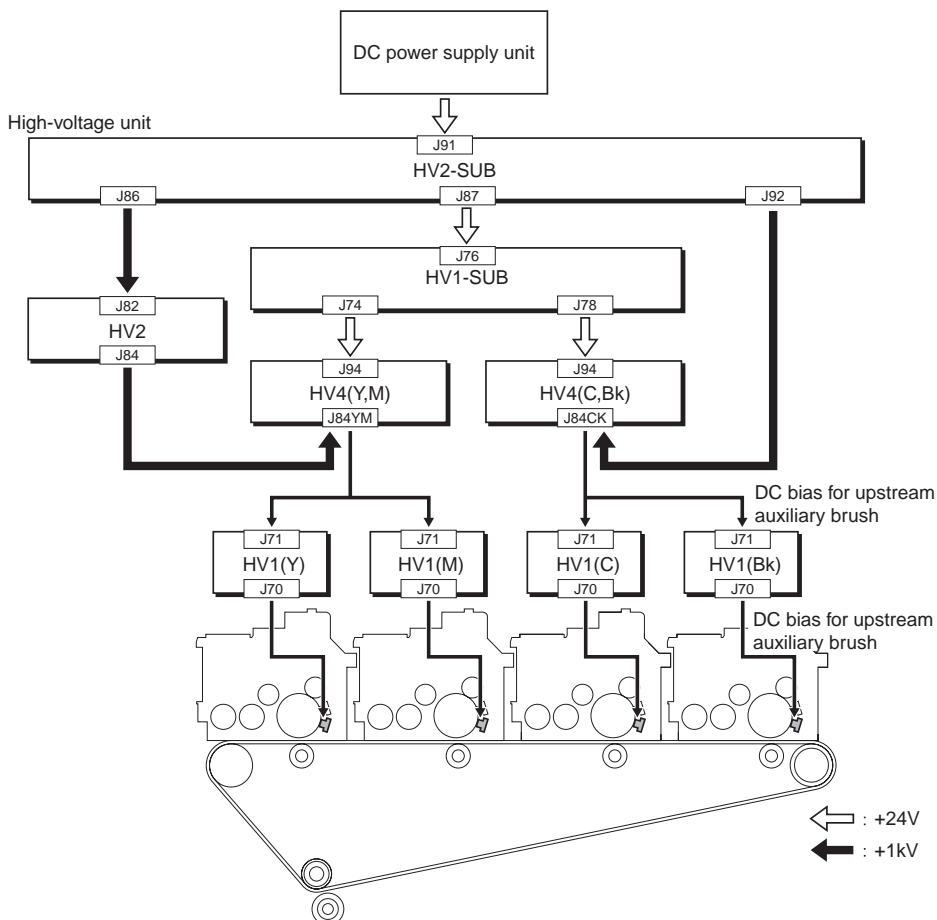 DC power supply unit
High-voltage unit
J91
HV2-SUB
J86
J87
J92
J76
HV1-SUB
J74
J78
J82
HV2
J84
J94
HV4(Y,M)
J84YM
J94
HV4(C,Bk)
J84CK
DC bias for upstream
auxiliary brush
J71
HV1(Y)
J70
J71
HV1(M)
J70
J71
HV1(C)
J70
J71
HV1(Bk)
J70
DC bias for upstream
auxiliary brush
: +24V
: +1kV